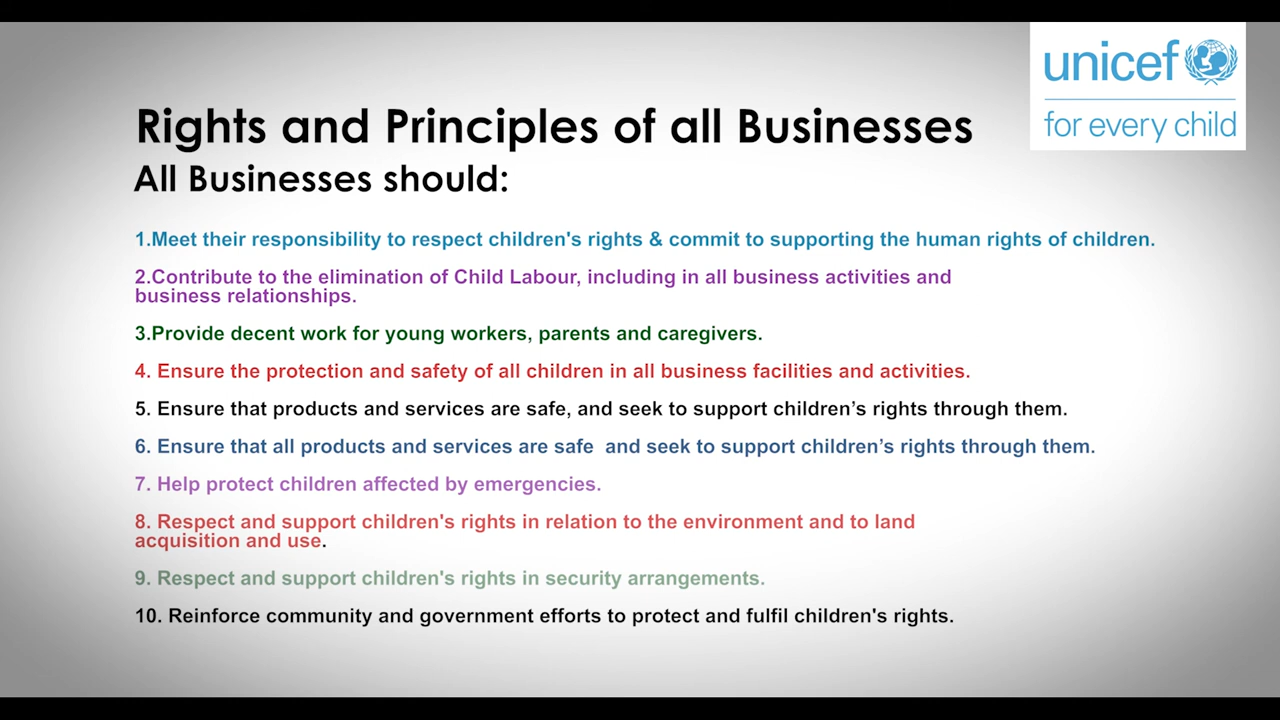 unicef
for every child
Rights and Principles of all Businesses
All Businesses should:
1.Meet their responsibility to respect children's rights & commit to supporting the human rights of children.
2.Contribute to the elimination of Child Labour, including in all business activities and
business relationships.
3.Provide decent work for young workers, parents and caregivers.
4. Ensure the protection and safety of all children in all business facilities and activities.
5. Ensure that products and services are safe, and seek to support children’s rights through them.
6. Ensure that all products and services are safe  and seek to support children’s rights through them.
7. Help protect children affected by emergencies.
8. Respect and support children's rights in relation to the environment and to land
acquisition and use.
9. Respect and support children's rights in security arrangements.
10. Reinforce community and government efforts to protect and fulfil children's rights.